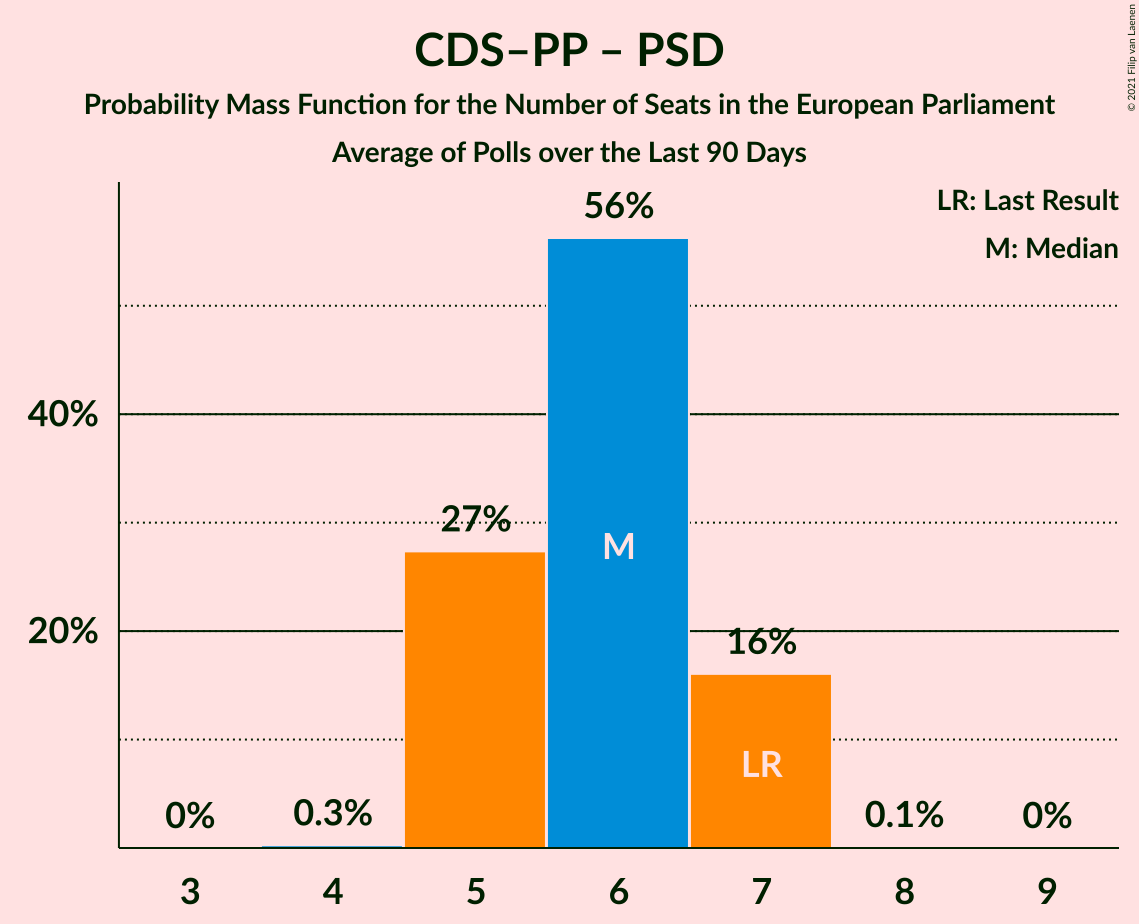 CDS–PP – PSD
Probability Mass Function for the Number of Seats in the European Parliament
Average of Polls over the Last 90 Days
© 2021 Filip van Laenen
LR: Last Result
M: Median
56%
40%
27%
M
20%
16%
LR
0%
0.3%
0.1%
0%
3 4 5 6 7 8 9